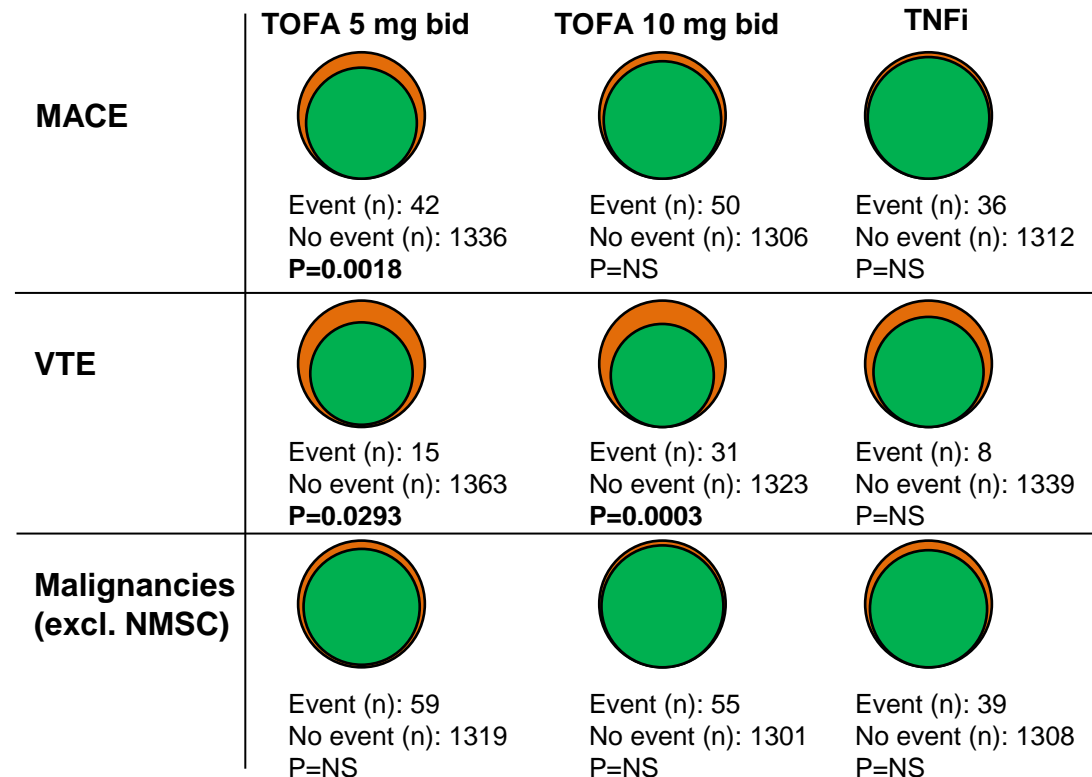 TOFA 5 mg bid TOFA 10 mg bid TNFi
MACE
Event (n): 42 Event (n): 50 Event (n): 36
No event (n): 1336 No event (n): 1306 No event (n): 1312
P=0.0018 P=NS P=NS
VTE
Event (n): 15 Event (n): 31 Event (n): 8
No event (n): 1363 No event (n): 1323 No event (n): 1339
P=0.0293 P=0.0003 P=NS
Malignancies
(excl. NMSC)
Event (n): 59 Event (n): 55 Event (n): 39
No event (n): 1319 No event (n): 1301 No event (n): 1308
P=NS P=NS P=NS